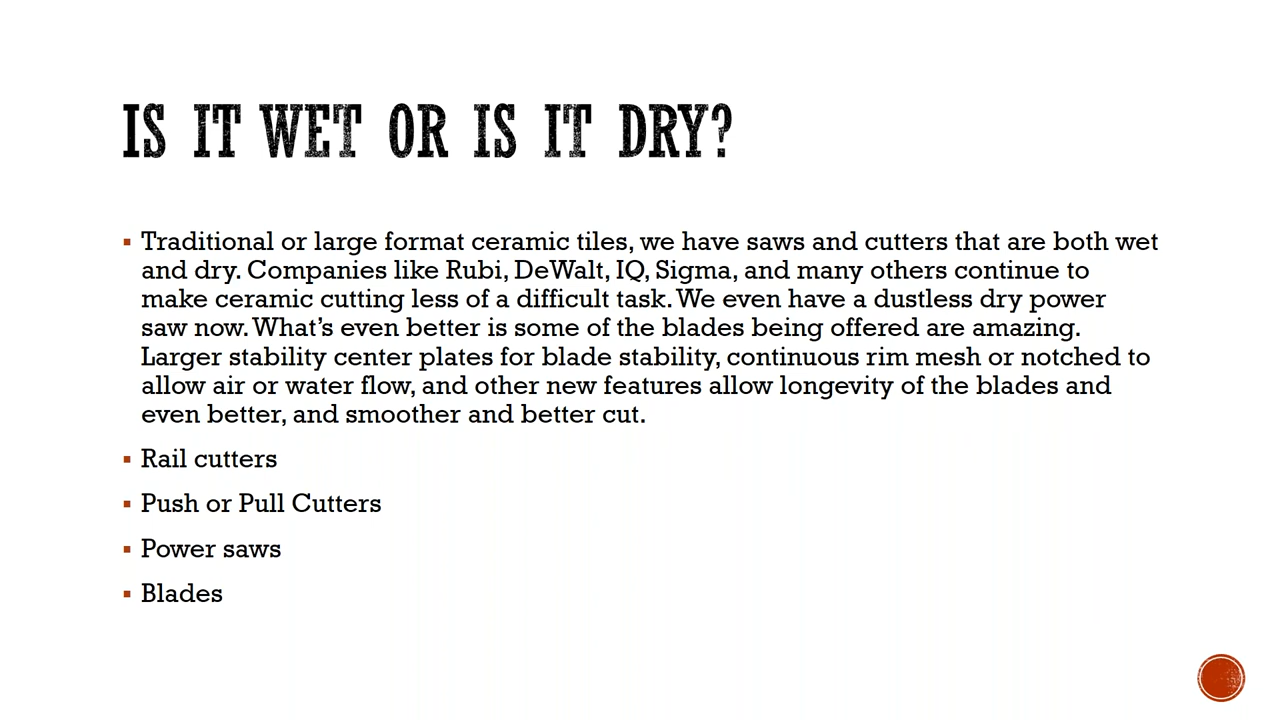 IS IT WET OR IS IT DRY?
▪ Traditional or large format ceramic tiles, we have saws and cutters that are both wet
and dry. Companies like Rubi, DeWalt, IQ, Sigma, and many others continue to
make ceramic cutting less of a difficult task. We even have a dustless dry power
saw now. What's even better is some of the blades being offered are amazing.
Larger stability center plates for blade stability, continuous rim mesh or notched to
allow air or water flow, and other new features allow longevity of the blades and
even better, and smoother and better cut.
▪ Rail cutters
▪ Push or Pull Cutters
▪ Power saws
▪ Blades